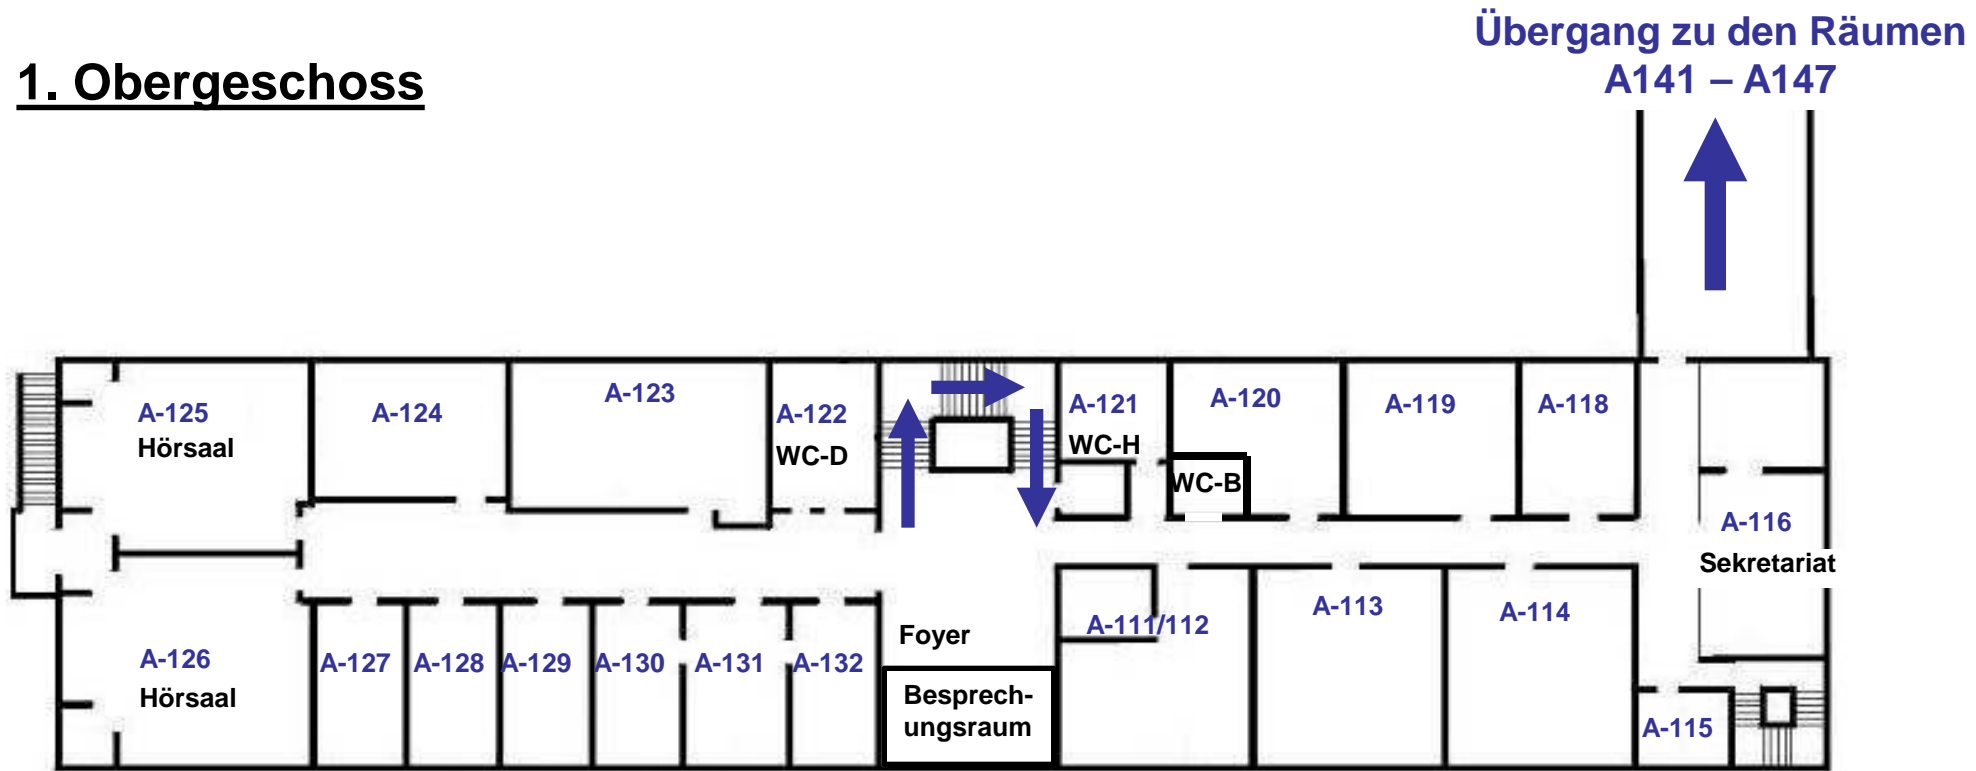 Übergang zu den Räumen
A141 – A147
1. Obergeschoss
A-125
Hörsaal
A-124
A-123
A-122
WC-D
A-121
WC-H
A-120
WC-B
A-119
A-118
A-116
Sekretariat
A-126
Hörsaal
A-127
A-128
A-129
A-130
A-131
A-132
Foyer
Besprech-
ungsraum
A-111/112
A-113
A-114
A-115